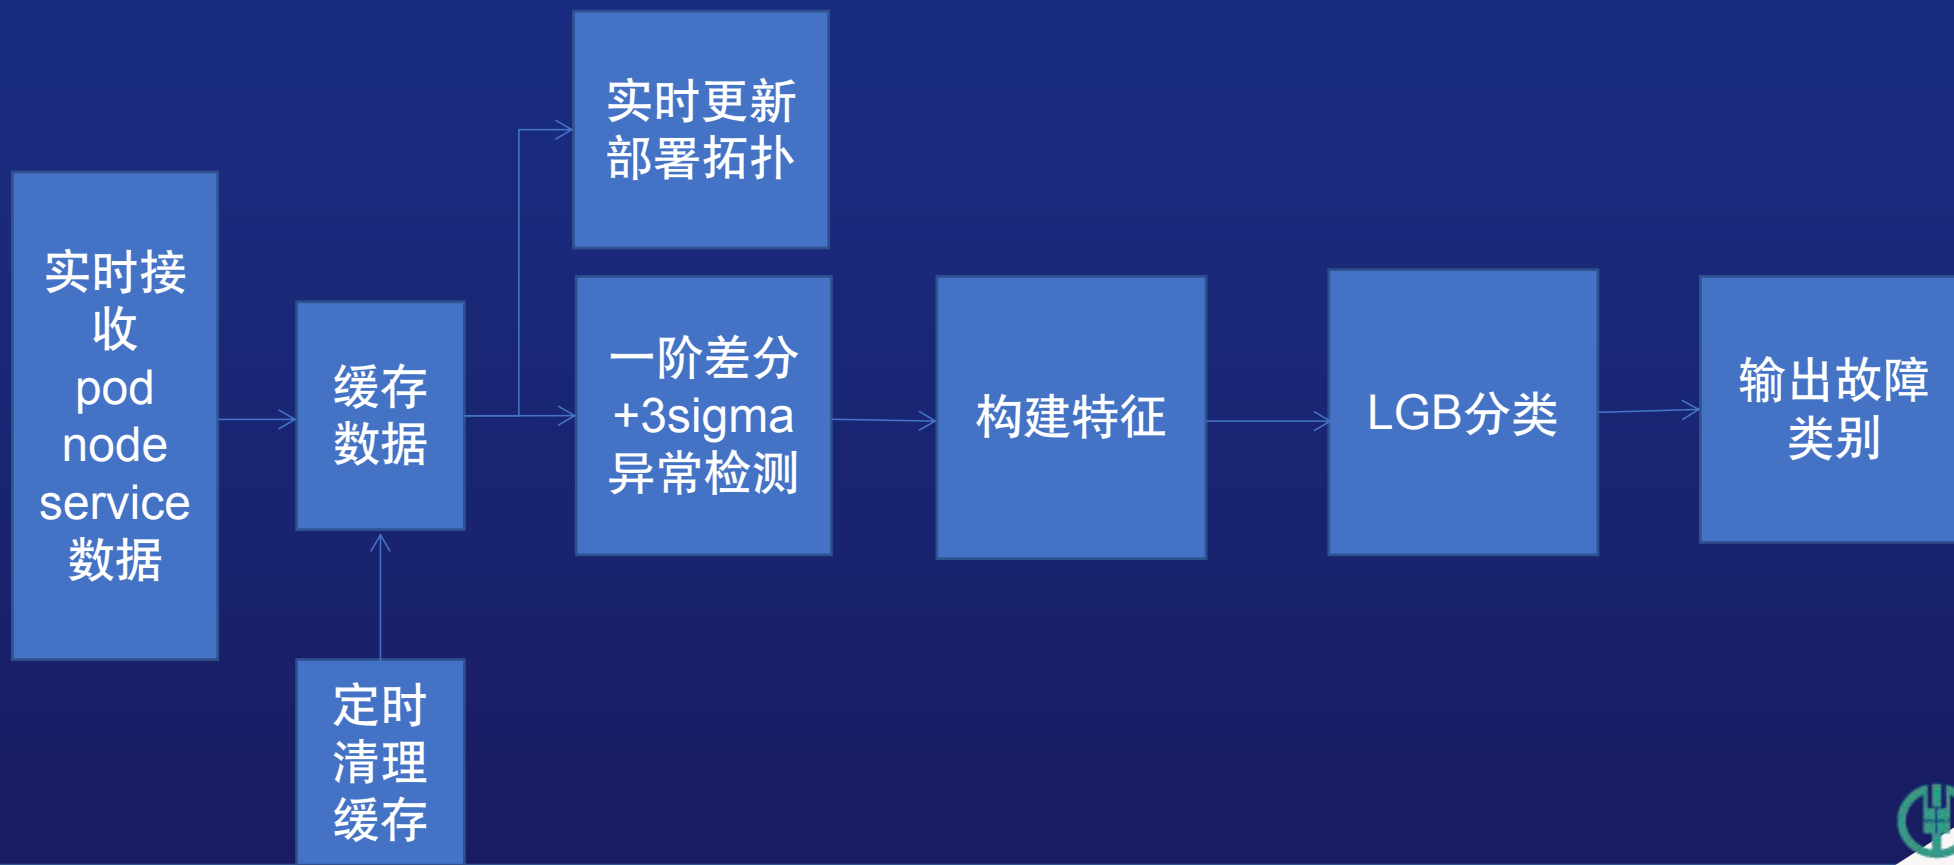 实时更新
部署拓扑
实时接
收
pod
node
service
数据
缓存
数据
一阶差分
+3sigma
异常检测
构建特征
LGB分类
输出故障
类别
定时
清理
缓存